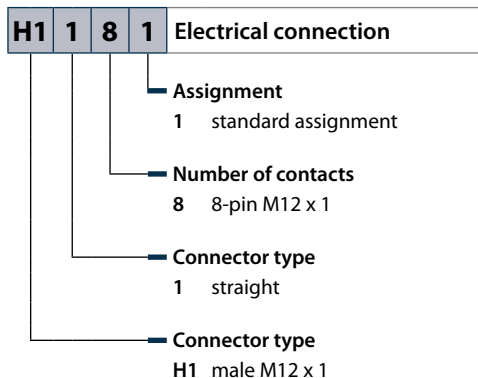 H1 1 8 1 Electrical connection
Assignment
1 standard assignment
Number of contacts
8 8-pin M12 x 1
Connector type
1 straight
Connector type
H1 male M12 x 1